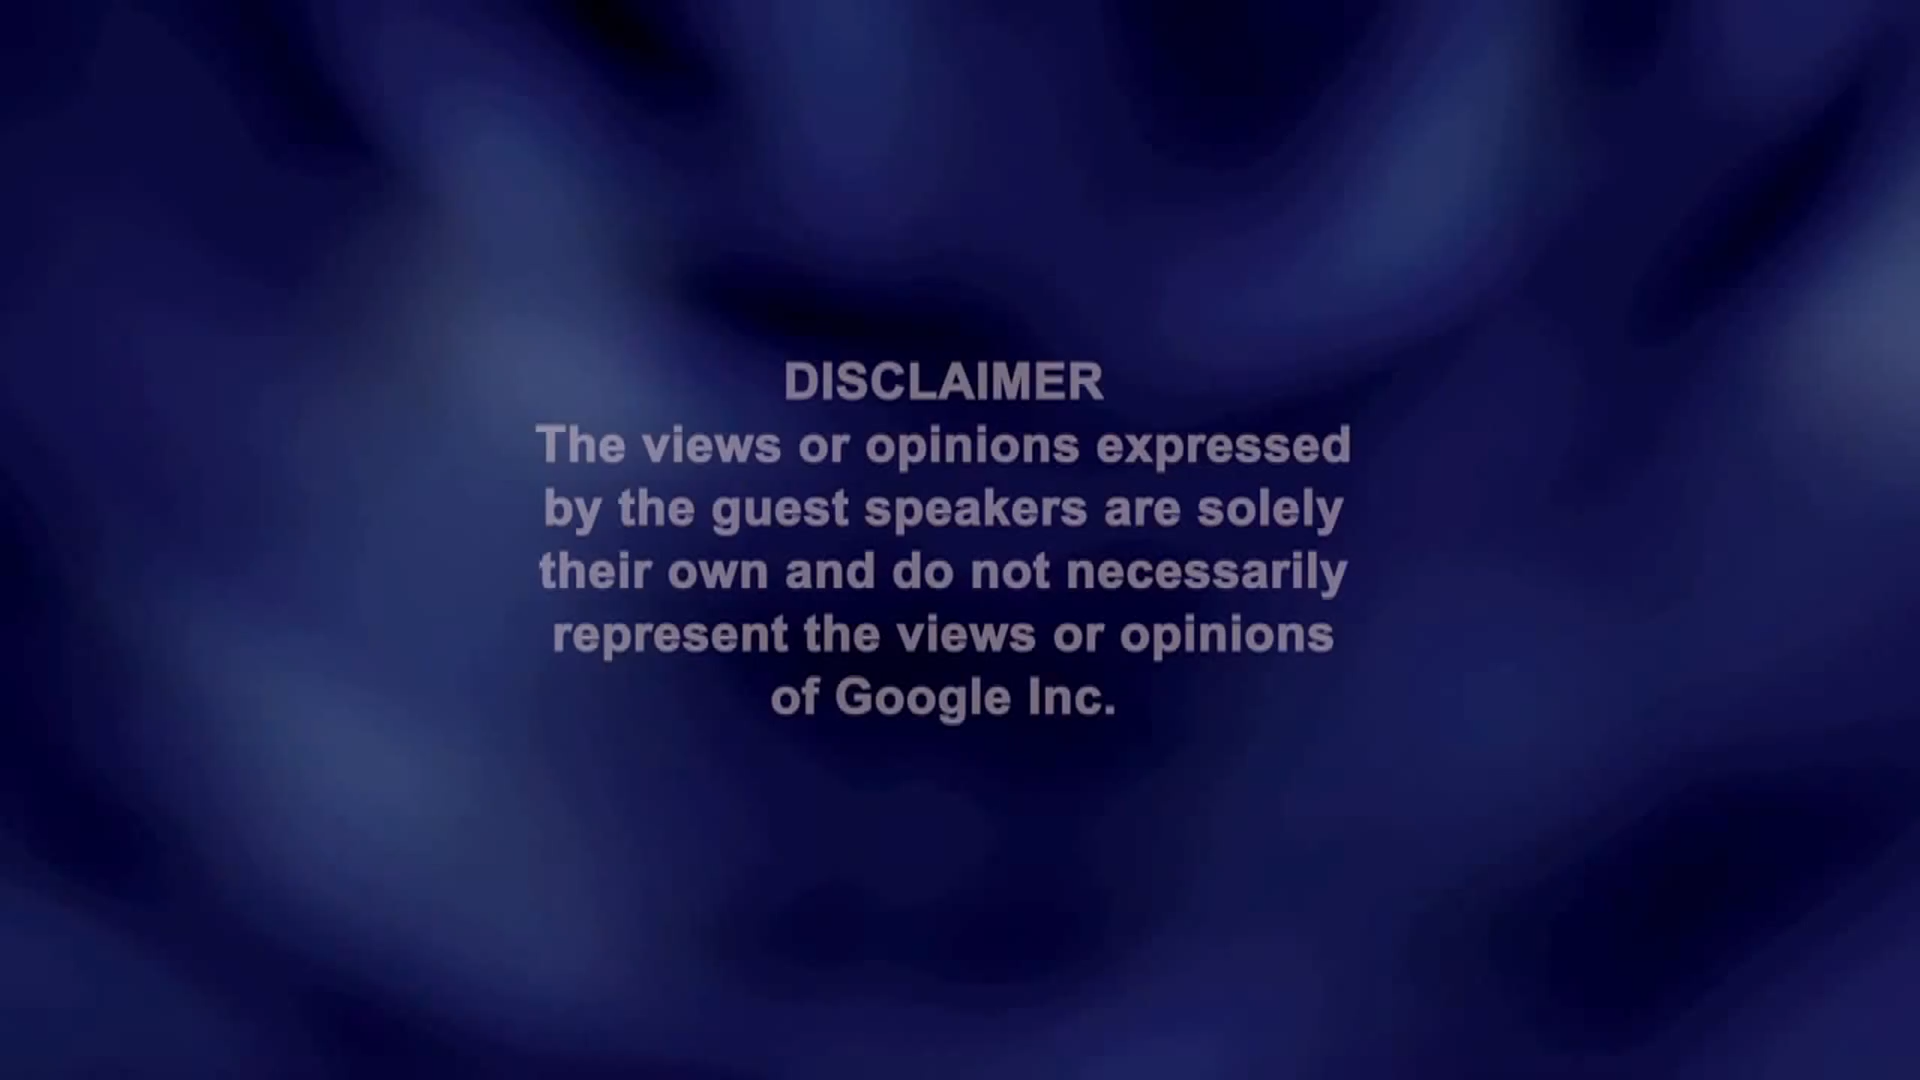 DISCLAIMER
The views or opinions expressed
by the guest speakers are solely
their own and do not necessarily
represent the views or opinions
of Google Inc.